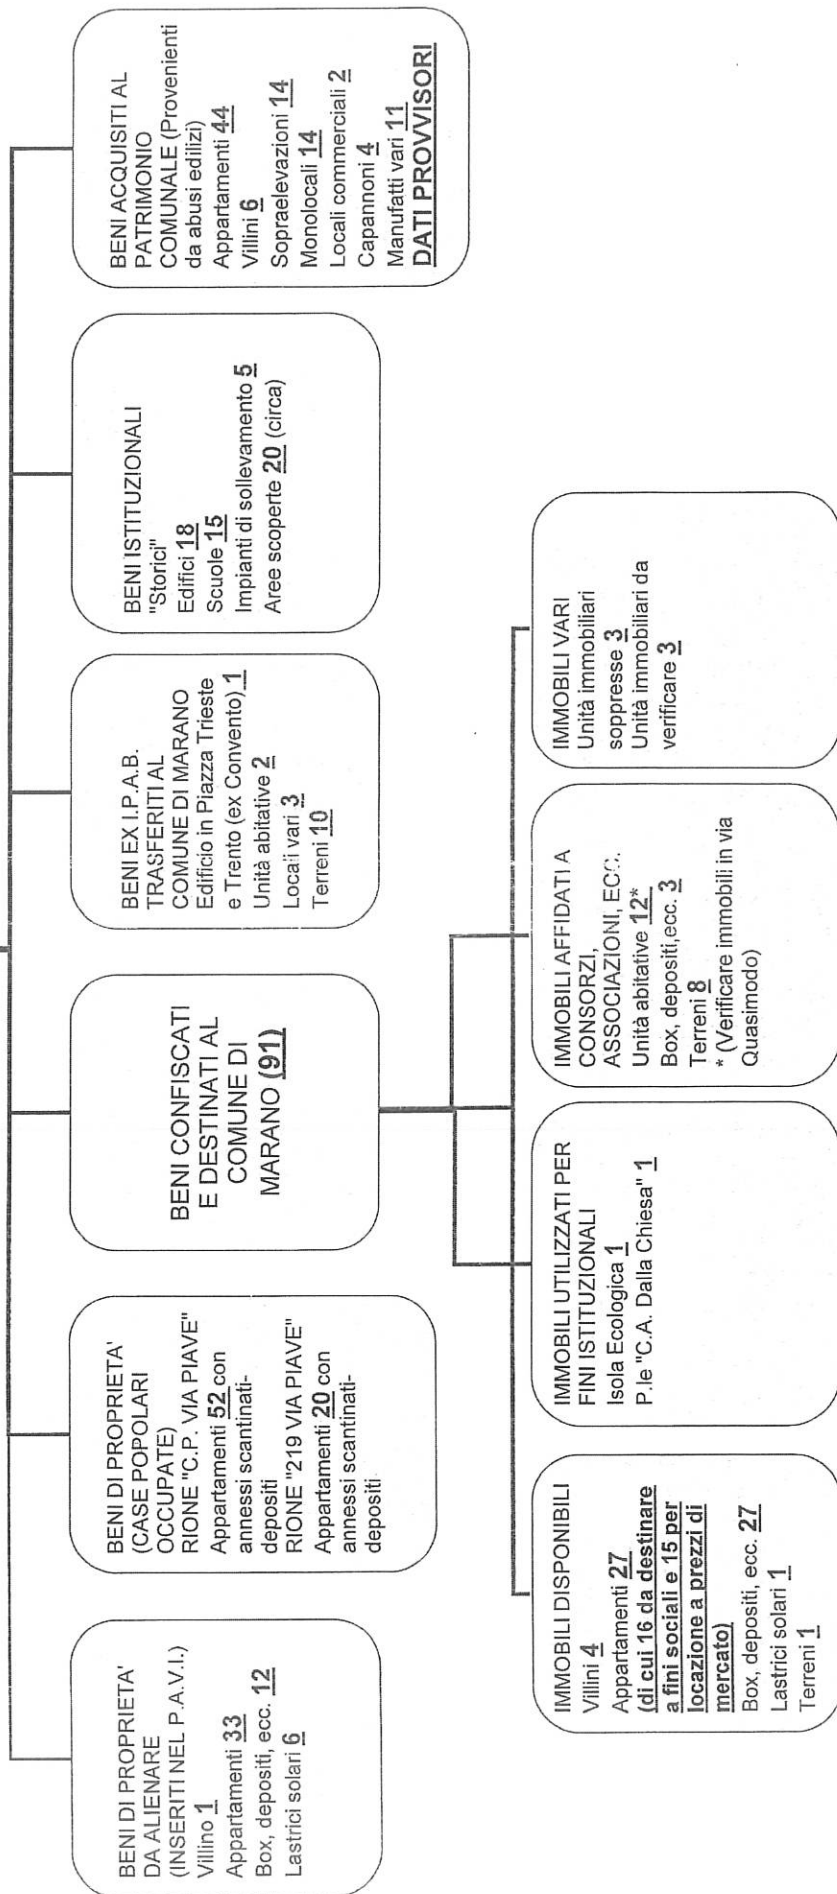 BENI DI PROPRIETA'
DA ALIENARE
(INSERITI NEL P.A.V.I.)
Villino 1
Appartamenti 33
Box, depositi, ecc. 12
Lastrici solari 6
BENI DI PROPRIETA'
(CASE POPOLARI
OCCUPATE)
RIONE "C.P. VIA PIAVE"
Appartamenti 52 con
annessi scantinati-
depositi
RIONE "219 VIA PIAVE"
Appartamenti 20 con
annessi scantinati-
depositi
BENI CONFISCATI
E DESTINATI AL
COMUNE DI
MARANO (91)
BENI EX I.P.A.B.
TRASFERITI AL
COMUNE DI MARANO
Edificio in Piazza Trieste
e Trento (ex Convento) 1
Unità abitative 2
Locali vari 3
Terreni 10
BENI ISTITUZIONALI
"Storici"
Edifici 18
Scuole 15
Impianti di sollevamento 5
Aree scoperte 20 (circa)
BENI ACQUISITI AL
PATRIMONIO
COMUNALE (Provenienti
da abusi edilizi)
Appartamenti 44
Villini 6
Sopraelevazioni 14
Monolocali 14
Locali commerciali 2
Capannoni 4
Manufatti vari 11
DATI PROVVISORI
IMMOBILI DISPONIBILI
Villini 4
Appartamenti 27
(di cui 16 da destinare
a fini sociali e 15 per
locazione a prezzi di
mercato)
Box, depositi, ecc. 27
Lastrici solari 1
Terreni 1
IMMOBILI UTILIZZATI PER
FINI ISTITUZIONALI
Isola Ecologica 1
P.le "C.A. Dalla Chiesa" 1
IMMOBILI AFFIDATI A
CONSORZI,
ASSOCIAZIONI, ECC.
Unità abitative 12*
Box, depositi,ecc. 3
Terreni 8
* (Verificare immobili in via
Quasimodo)
IMMOBILI VARI
Unità immobiliari
soppresse 3
Unità immobiliari da
verificare 3